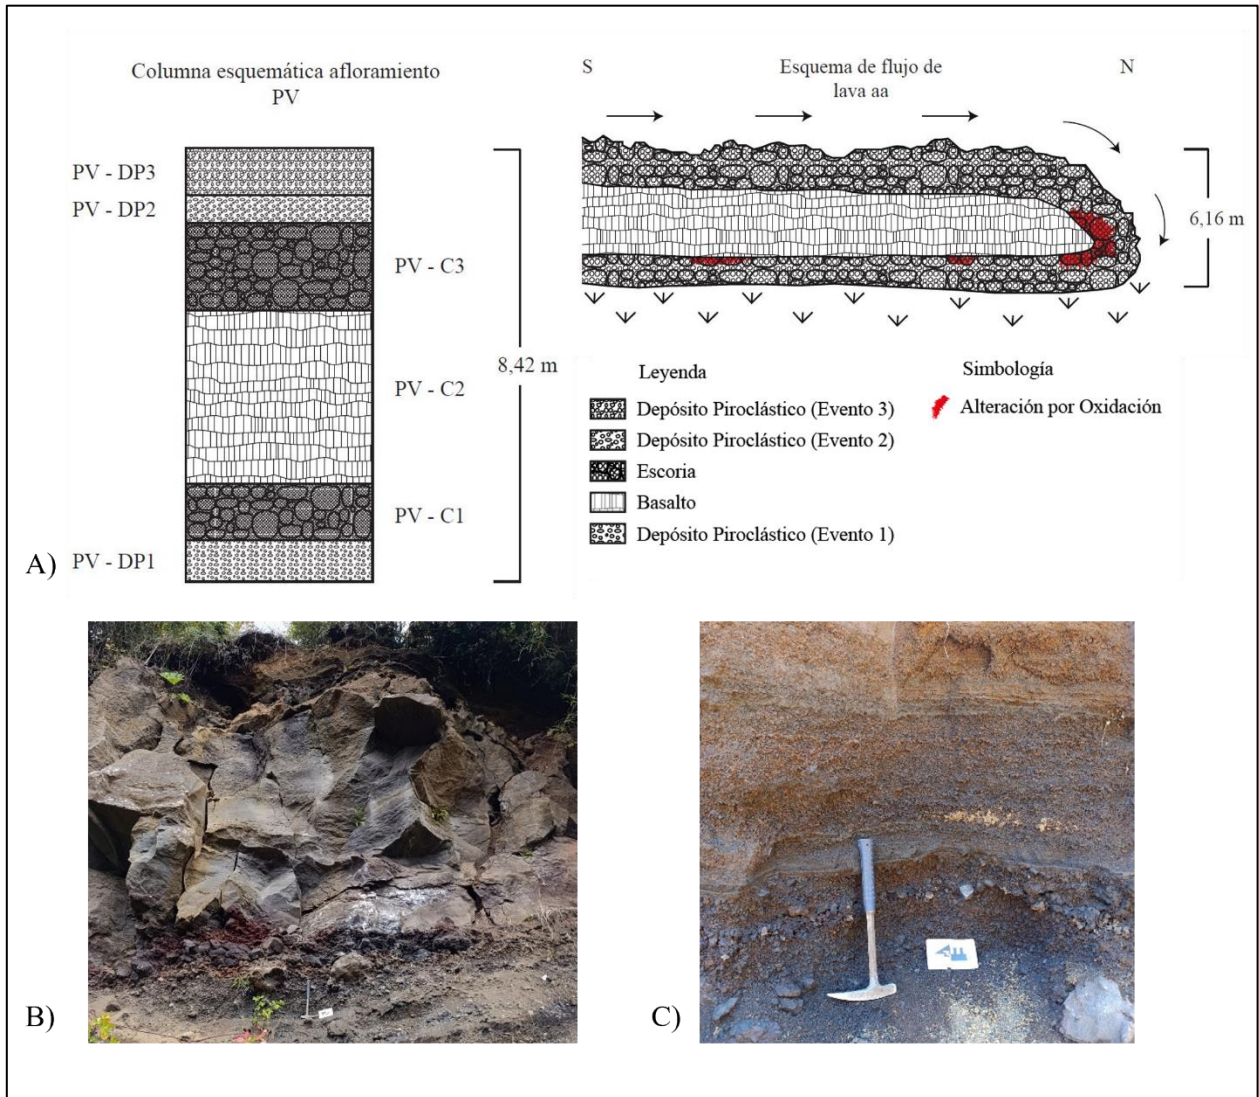 Columna esquemática afloramiento
PV
PV - DP3
PV - DP2
PV - C3
PV - C2
PV - C1
PV - DP1
8,42 m
S
Esquema de flujo de
lava aa
N
6,16 m
Leyenda
Depósito Piroclástico (Evento 3)
Depósito Piroclástico (Evento 2)
Escoria
Basalto
Depósito Piroclástico (Evento 1)
Simbología
Alteración por Oxidación
A)
B)
C)